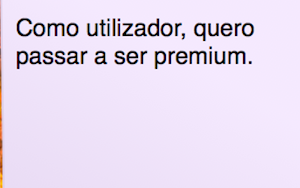 Como utilizador, quero
passar a ser premium.